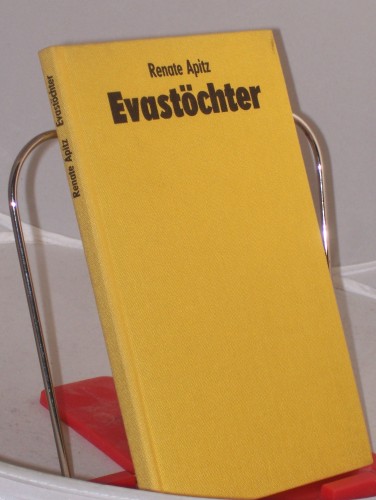 Renate Apitz
Evastöchter
Renate Apitz Evastöchter